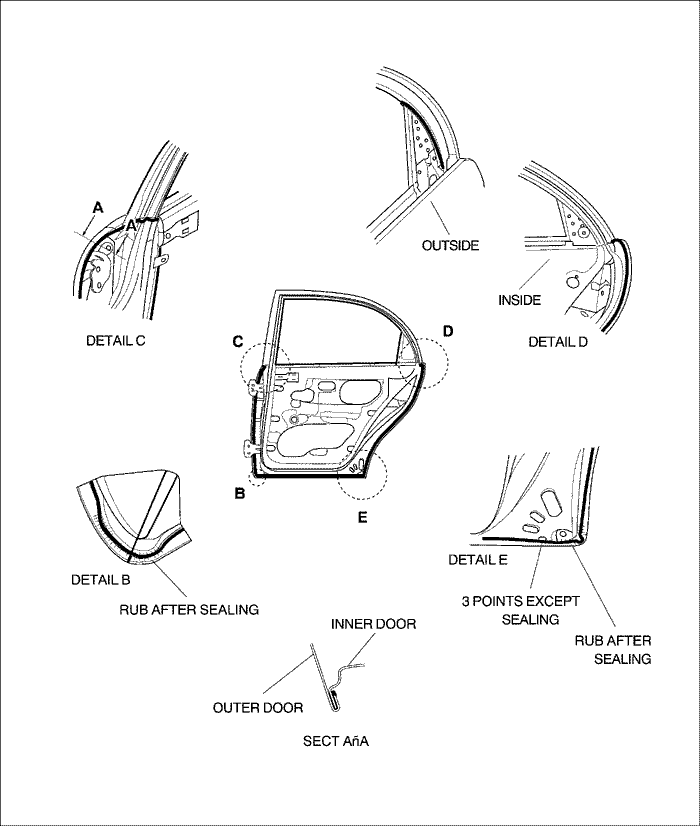 A
A
DETAIL C
OUTSIDE
INSIDE
DETAIL D
C
D
B
E
DETAIL B
RUB AFTER SEALING
DETAIL E
3 POINTS EXCEPT
SEALING
RUB AFTER
SEALING
INNER DOOR
OUTER DOOR
SECT AñA